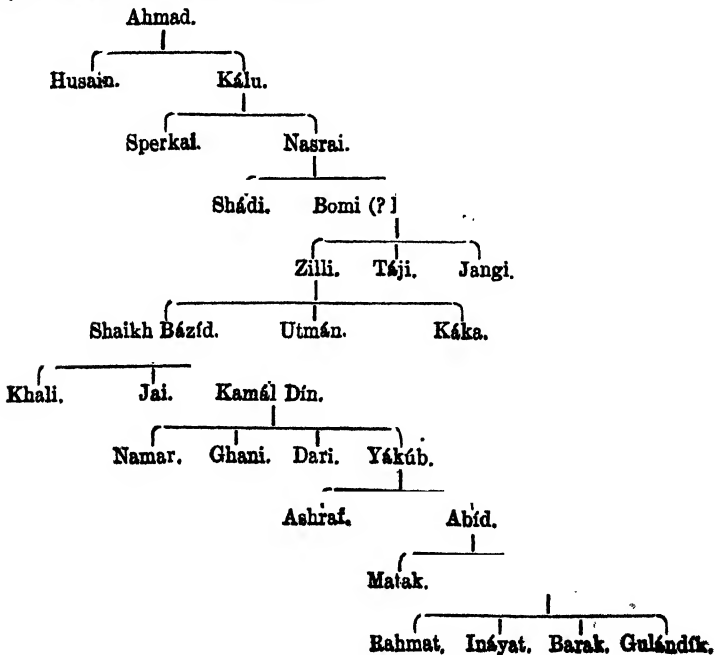 Ahmad.
Husain. Kálu.
Sperkai. Nasrai.
Shádi. Bomi (?]
Zilli. Táji. Jangi.
Shaikh Bázíd. Utmán. Káka.
Khali. Jai. Kamál Dín.
Namar. Ghani. Dari. Yákúb.
Ashraf. Abíd.
Matak.
Rahmat, Ináyat. Barak. Gulándík.